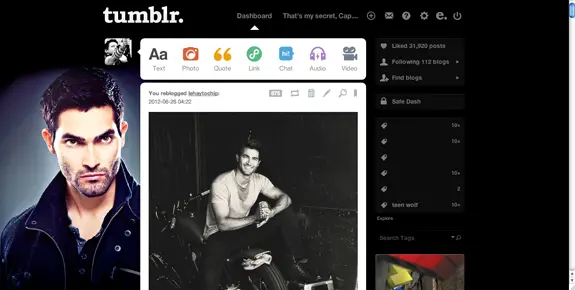 tumblr.
Dashboard That's my secret, Cap...
Aa
hi!
Text Photo Quote Link Chat Audio Video
You reblogged lehaytochip:
2012-06-26 04:22
Liked 31,920 posts
Following 112 blogs
Find blogs
Safe Dash
10+
10+
10+
2
teen wolf 10+
Explore
Search Tags